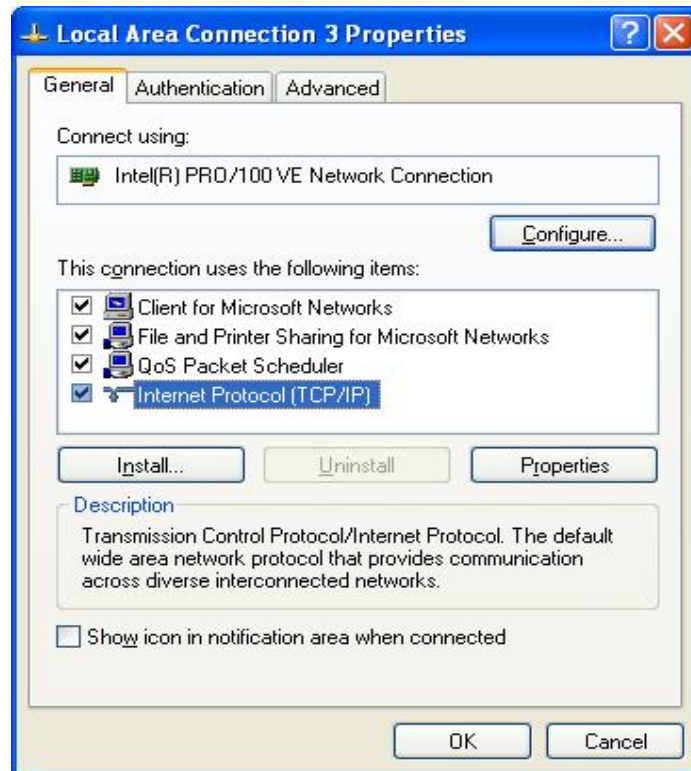 Local Area Connection 3 Properties
General Authentication Advanced
Connect using:
Intel(R) PRO/100 VE Network Connection
Configure...
This connection uses the following items:
Client for Microsoft Networks
File and Printer Sharing for Microsoft Networks
QoS Packet Scheduler
Internet Protocol (TCP/IP)
Install... Uninstall Properties
Description
Transmission Control Protocol/Internet Protocol. The default
wide area network protocol that provides communication
across diverse interconnected networks.
Show icon in notification area when connected
OK Cancel